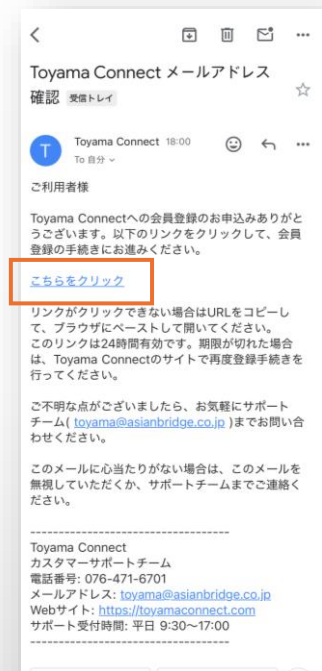 Toyama Connect メールアドレス
確認 受信トレイ
T
Toyama Connect 18:00
To 自分
ご利用者様
Toyama Connectへの会員登録のお申込みありがと
うございます。以下のリンクをクリックして、会員
登録の手続きにお進みください。
こちらをクリック
リンクがクリックできない場合はURLをコピーし
て、ブラウザにペーストして開いてください。
このリンクは24時間有効です。期限が切れた場合
は、Toyama Connectのサイトで再度登録手続きを
行ってください。
ご不明な点がございましたら、お気軽にサポート
チーム( toyama@asianbridge.co.jp )までお問い合
わせください。
このメールに心当たりがない場合は、このメールを
無視していただくか、サポートチームまでご連絡く
ださい。
-----------------------------------
Toyama Connect
カスタマーサポートチーム
電話番号: 076-471-6701
メールアドレス: toyama@asianbridge.co.jp
Webサイト: https://toyamaconnect.com
サポート受付時間: 平日 9:30〜17:00
-----------------------------------